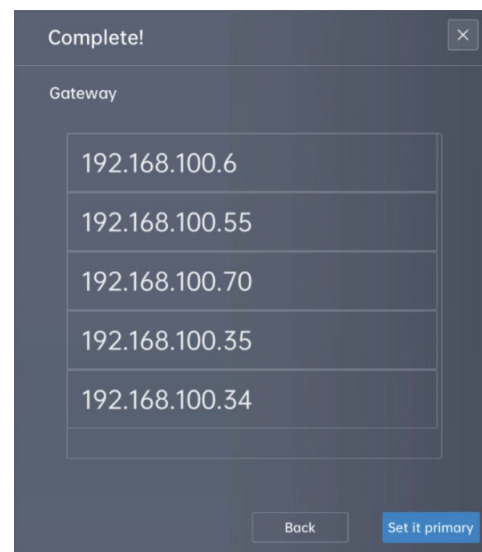 Complete!
Gateway
192.168.100.6
192.168.100.55
192.168.100.70
192.168.100.35
192.168.100.34
Back
Set it primary